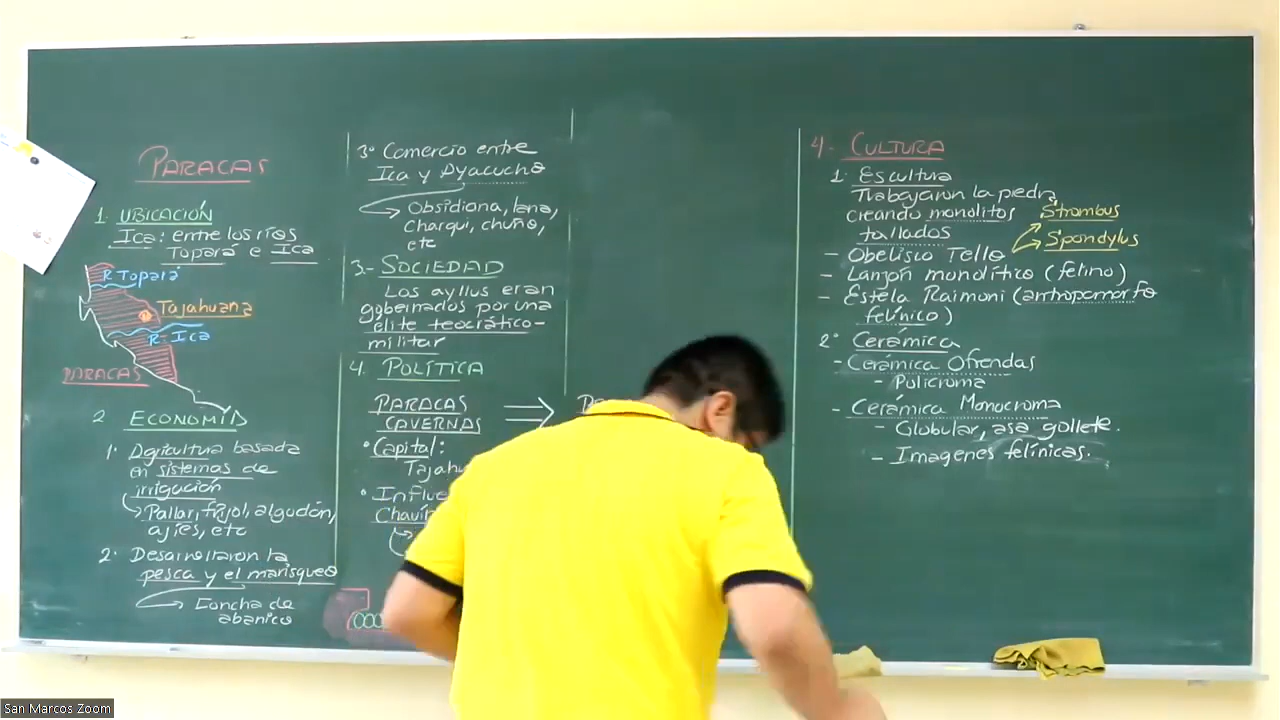 PARACAS
1. UBICACIÓN
Ica: entre los ríos
Topará e Ica
R. Topará
Tajahuana
R. Ica
PARACAS
2 ECONOMÍA
1. Agricultura basada
en sistemas de
irrigación
Pallar, frijol, algodón,
ajíes, etc
2. Desarrollaron la
pesca y el marisqueo
Concha de
abanico
3° Comercio entre
Ica y Ayacucho
Obsidiana, lana,
Charqui, chuño,
etc
3.- SOCIEDAD
Los ayllus eran
gobernados por una
élite teocrático-
militar
4. POLÍTICA
PARACAS
CAVERNAS
• Capital:
Tajahu
• Influe
Chavín
4.- CULTURA
1. Escultura
Trabajaron la piedra
creando monolitos
tallados
Strombus
Spondylus
- Obelisco Tello
- Lanzón monolítico (felino)
- Estela Raimoni (antropomorfo
felínico)
2° Cerámica
- Cerámica Ofrendas
- Policroma
- Cerámica Monocroma
- Globular, asa gollete.
- Imagenes felínicas.
San Marcos Zoom